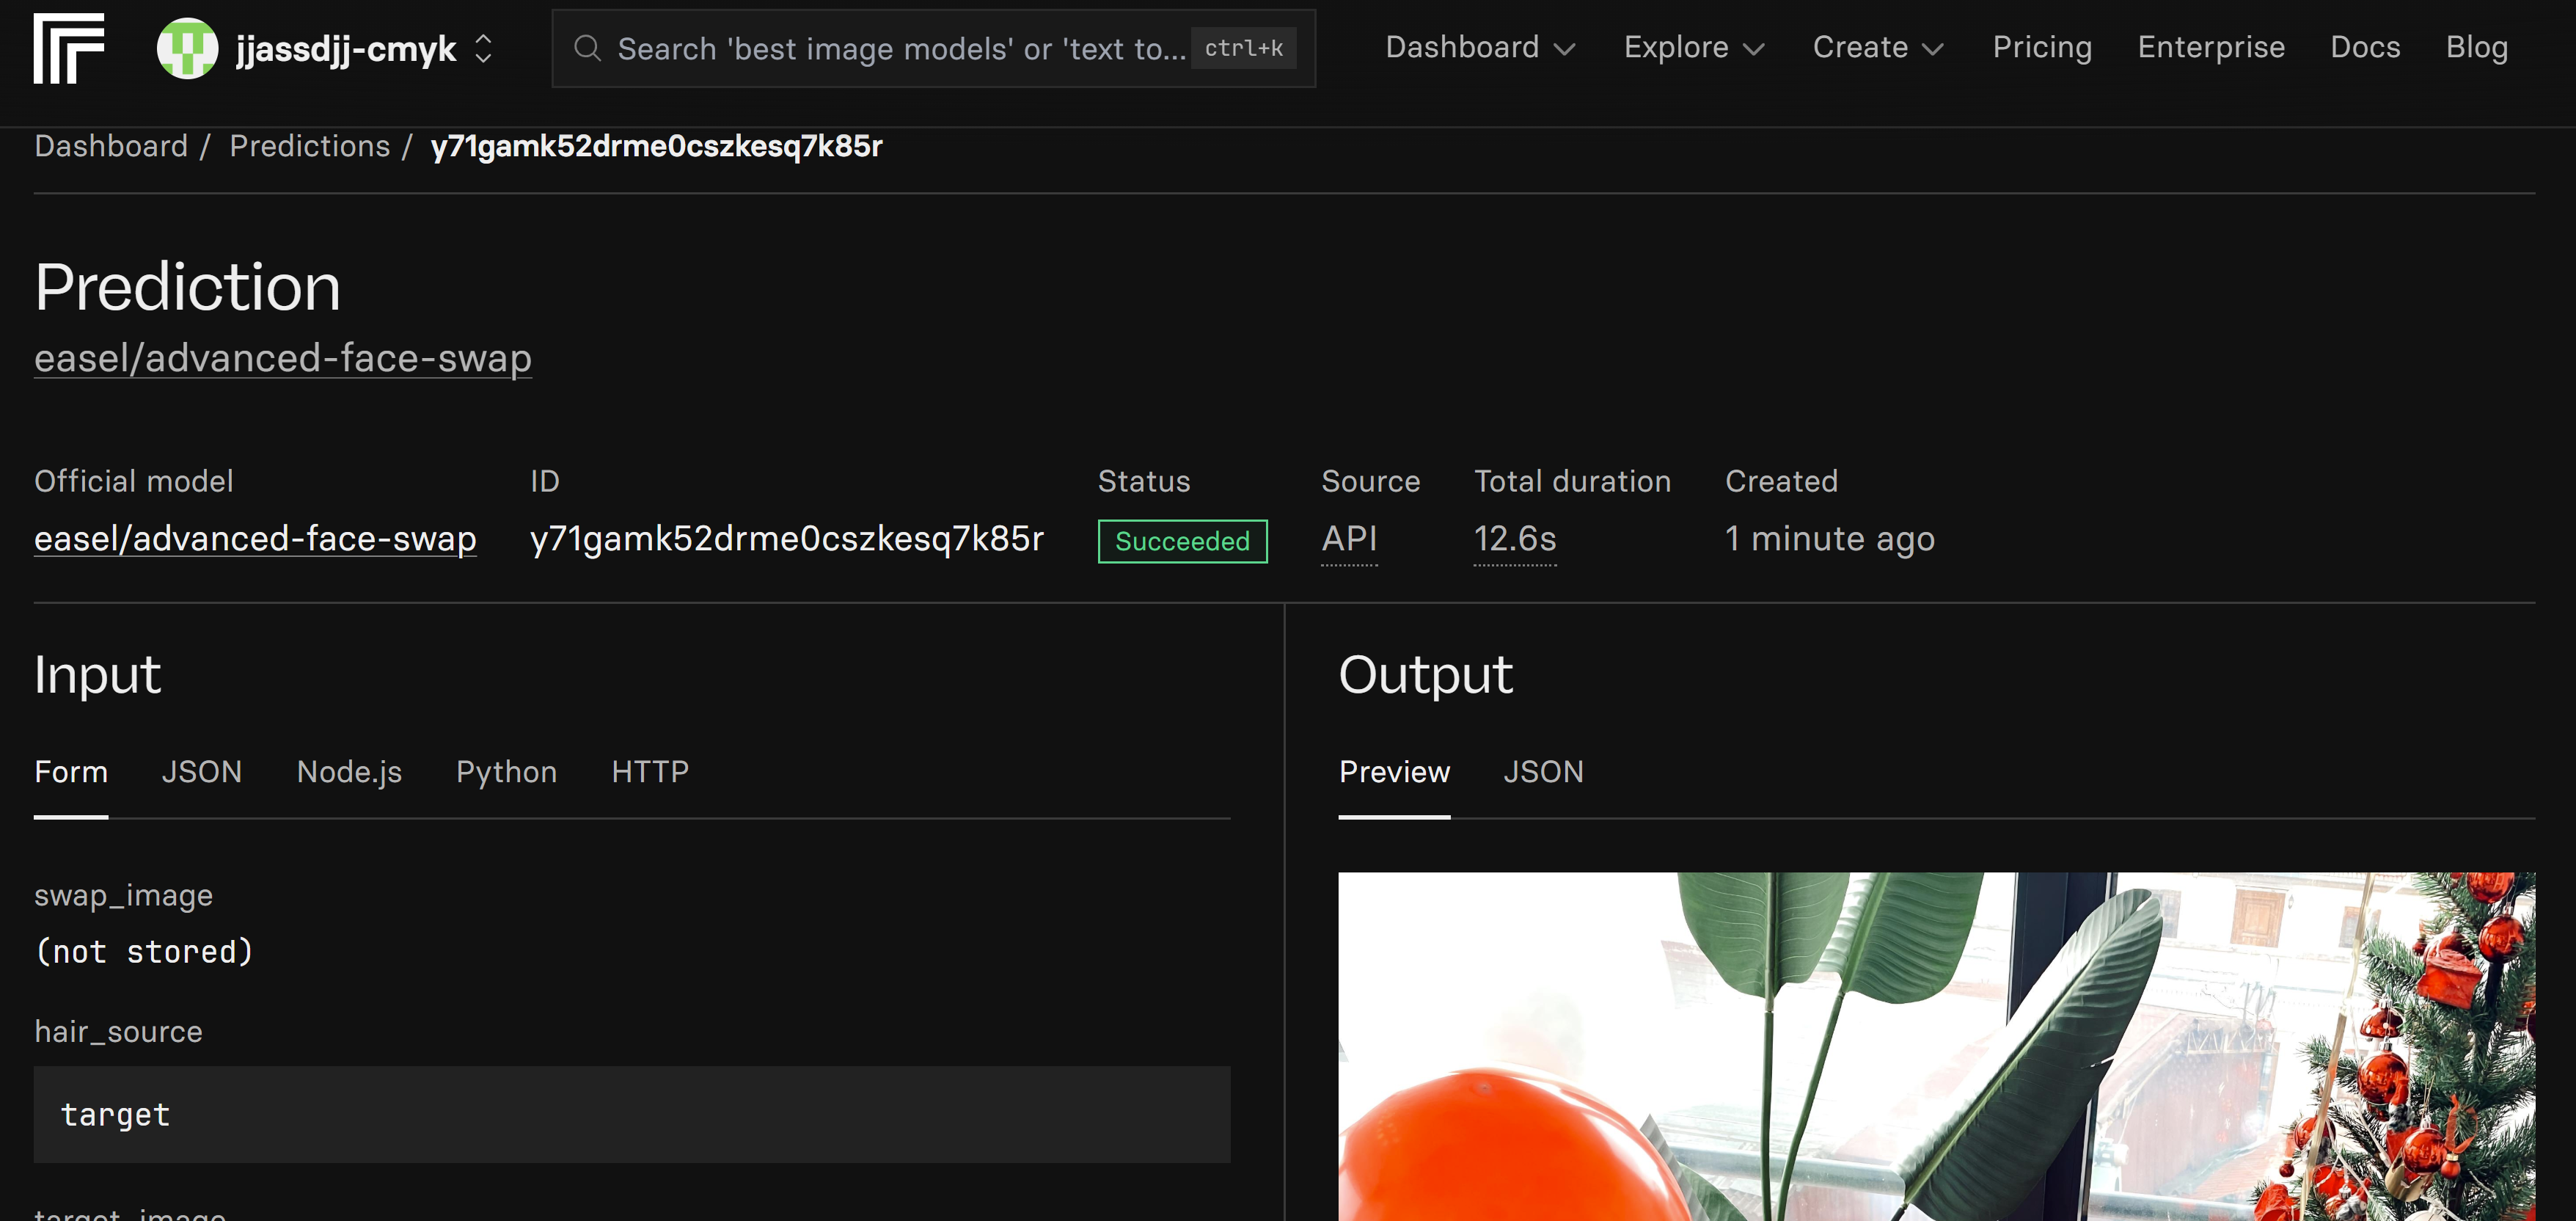 jjassdjj-cmyk
Search 'best image models' or 'text to... ctrl+k
Dashboard Explore Create Pricing Enterprise Docs Blog
Dashboard / Predictions / y71gamk52drme0cszkesq7k85r
Prediction
easel/advanced-face-swap
Official model ID Status Source Total duration Created
easel/advanced-face-swap y71gamk52drme0cszkesq7k85r Succeeded API 12.6s 1 minute ago
Input
Form JSON Node.js Python HTTP
swap_image
(not stored)
hair_source
target
target_image
Output
Preview JSON